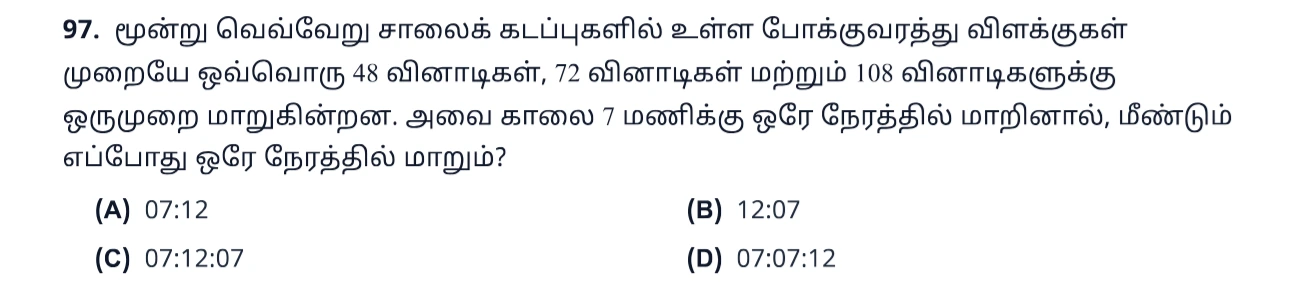 97. மூன்று வெவ்வேறு சாலைக் கடப்புகளில் உள்ள போக்குவரத்து விளக்குகள்
முறையே ஒவ்வொரு 48 வினாடிகள், 72 வினாடிகள் மற்றும் 108 வினாடிகளுக்கு
ஒருமுறை மாறுகின்றன. அவை காலை 7 மணிக்கு ஒரே நேரத்தில் மாறினால், மீண்டும்
எப்போது ஒரே நேரத்தில் மாறும்?
(A) 07:12 (B) 12:07
(C) 07:12:07 (D) 07:07:12